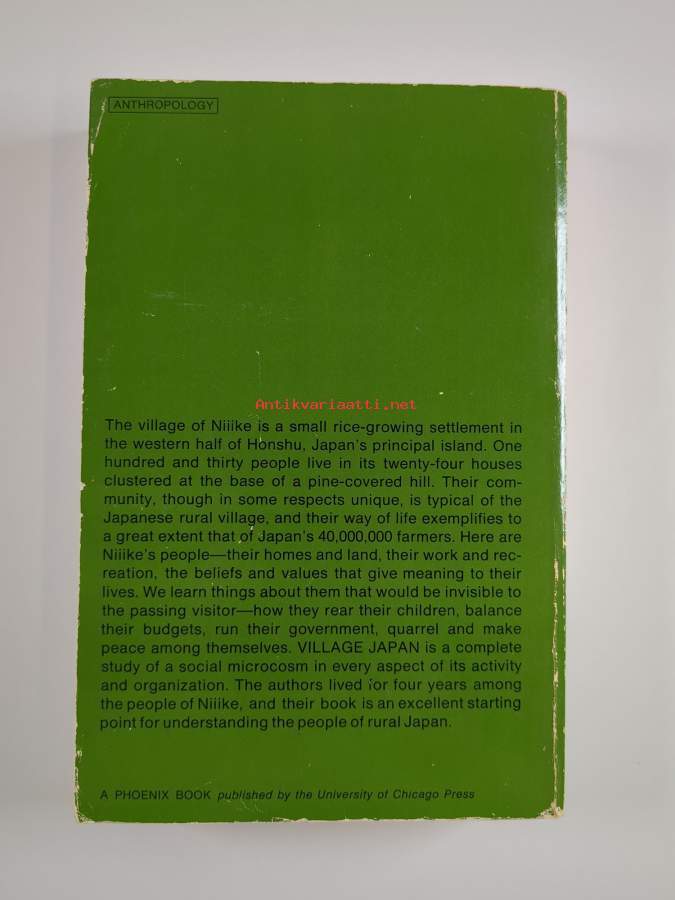 ANTHROPOLOGY
Antikvariaatti.net
The village of Niiike is a small rice-growing settlement in
the western half of Honshu, Japan's principal island. One
hundred and thirty people live in its twenty-four houses
clustered at the base of a pine-covered hill. Their com-
munity, though in some respects unique, is typical of the
Japanese rural village, and their way of life exemplifies to
a great extent that of Japan's 40,000,000 farmers. Here are
Niiike's people—their homes and land, their work and rec-
reation, the beliefs and values that give meaning to their
lives. We learn things about them that would be invisible to
the passing visitor—how they rear their children, balance
their budgets, run their government, quarrel and make
peace among themselves. VILLAGE JAPAN is a complete
study of a social microcosm in every aspect of its activity
and organization. The authors lived for four years among
the people of Niiike, and their book is an excellent starting
point for understanding the people of rural Japan.
A PHOENIX BOOK published by the University of Chicago Press